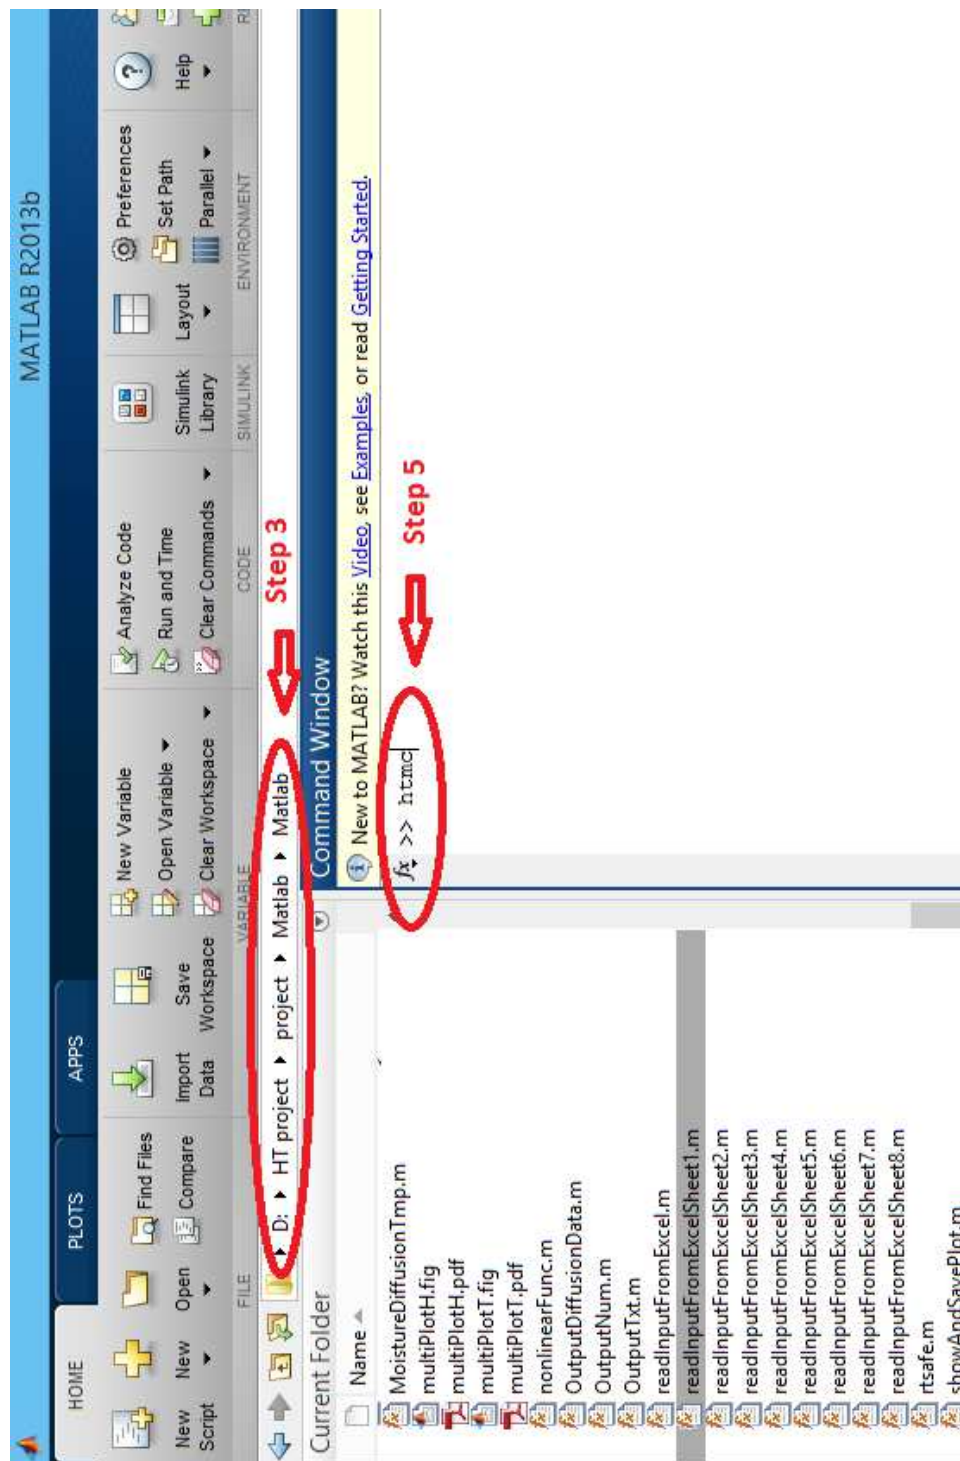 MATLAB R2013b
HOME PLOTS APPS
New Script
New
Open
Find Files
Compare
Import Data
Save Workspace
New Variable
Open Variable
Clear Workspace
Analyze Code
Run and Time
Clear Commands
Simulink Library
Layout
Preferences
Set Path
Parallel
Help
FILE VARIABLE CODE SIMULINK ENVIRONMENT
D: HT project project Matlab Matlab
Step 3
Current Folder
Command Window
Name
New to MATLAB? Watch this Video, see Examples, or read Getting Started.
fx >> htmc
Step 5
MoistureDiffusionTmp.m
multiPlotH.fig
multiPlotH.pdf
multiPlotT.fig
multiPlotT.pdf
nonlinearFunc.m
OutputDiffusionData.m
OutputNum.m
OutputTxt.m
readInputFromExcel.m
readInputFromExcelSheet1.m
readInputFromExcelSheet2.m
readInputFromExcelSheet3.m
readInputFromExcelSheet4.m
readInputFromExcelSheet5.m
readInputFromExcelSheet6.m
readInputFromExcelSheet7.m
readInputFromExcelSheet8.m
rtsafe.m
showAndSavePlot.m